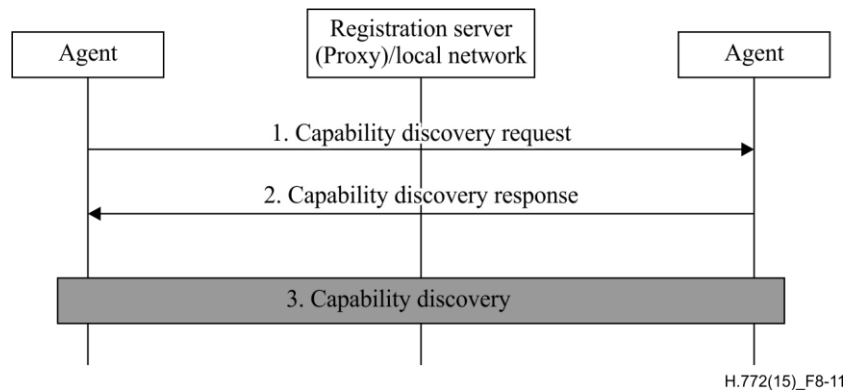 Agent
Registration server
(Proxy)/local network
Agent
1. Capability discovery request
2. Capability discovery response
3. Capability discovery
H.772(15)_F8-11